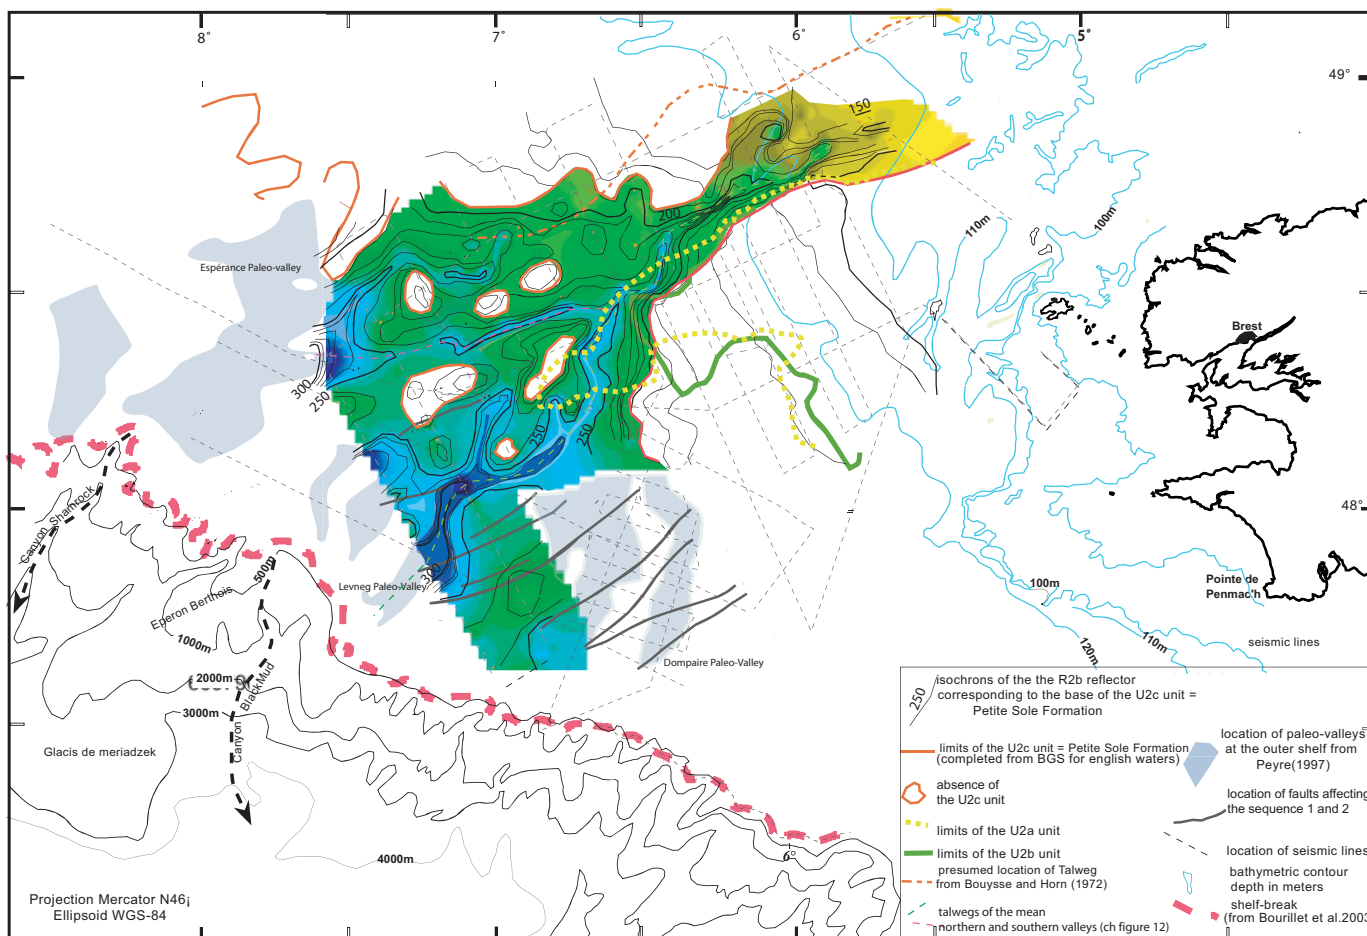 8°
7°
6°
5°
49°
150
200
110m
100m
Espérance Paleo-valley
Brest
300
250
250
250
48°
Canyon Shamrock
300
500m
Levneg Paleo-Valley
Eperon Berthois
100m
Pointe de
Penmac'h
1000m
110m
120m
seismic lines
Dompaire Paleo-Valley
2000m
3000m
Canyon BlackMud
Glacis de meriadzek
4000m
6°
Projection Mercator N46¡
Ellipsoid WGS-84
250
isochrons of the the R2b reflector
corresponding to the base of the U2c unit =
Petite Sole Formation
limits of the U2c unit = Petite Sole Formation
(completed from BGS for english waters)
absence of
the U2c unit
limits of the U2a unit
limits of the U2b unit
presumed location of Talweg
from Bouysse and Horn (1972)
talwegs of the mean
northern and southern valleys (ch figure 12)
location of paleo-valleys
at the outer shelf from
Peyre(1997)
location of faults affecting
the sequence 1 and 2
location of seismic lines
bathymetric contour
depth in meters
shelf-break
(from Bourillet et al.2003